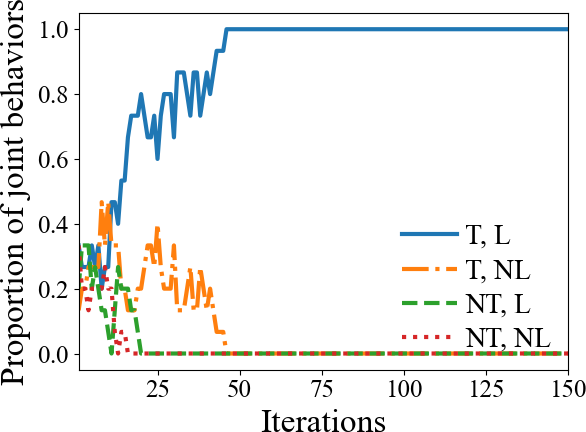 Proportion of joint behaviors
1.0
0.8
0.6
0.4
0.2
0.0
T, L
T, NL
NT, L
NT, NL
25 50 75 100 125 150
Iterations